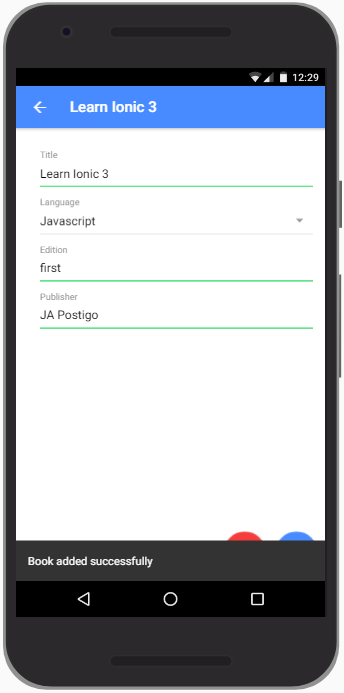 12:29
Learn Ionic 3
Title
Learn Ionic 3
Language
Javascript
Edition
first
Publisher
JA Postigo
Book added successfully